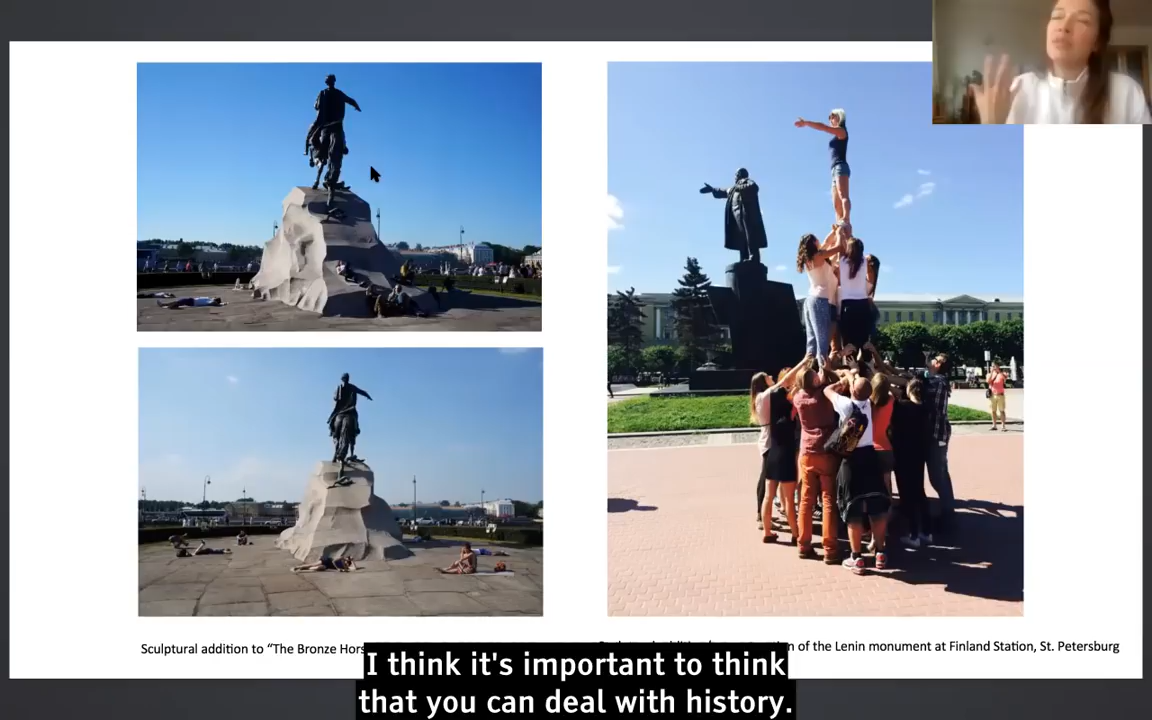 Sculptural addition to “The Bronze Hors
of the Lenin monument at Finland Station, St. Petersburg
I think it's important to think
that you can deal with history.